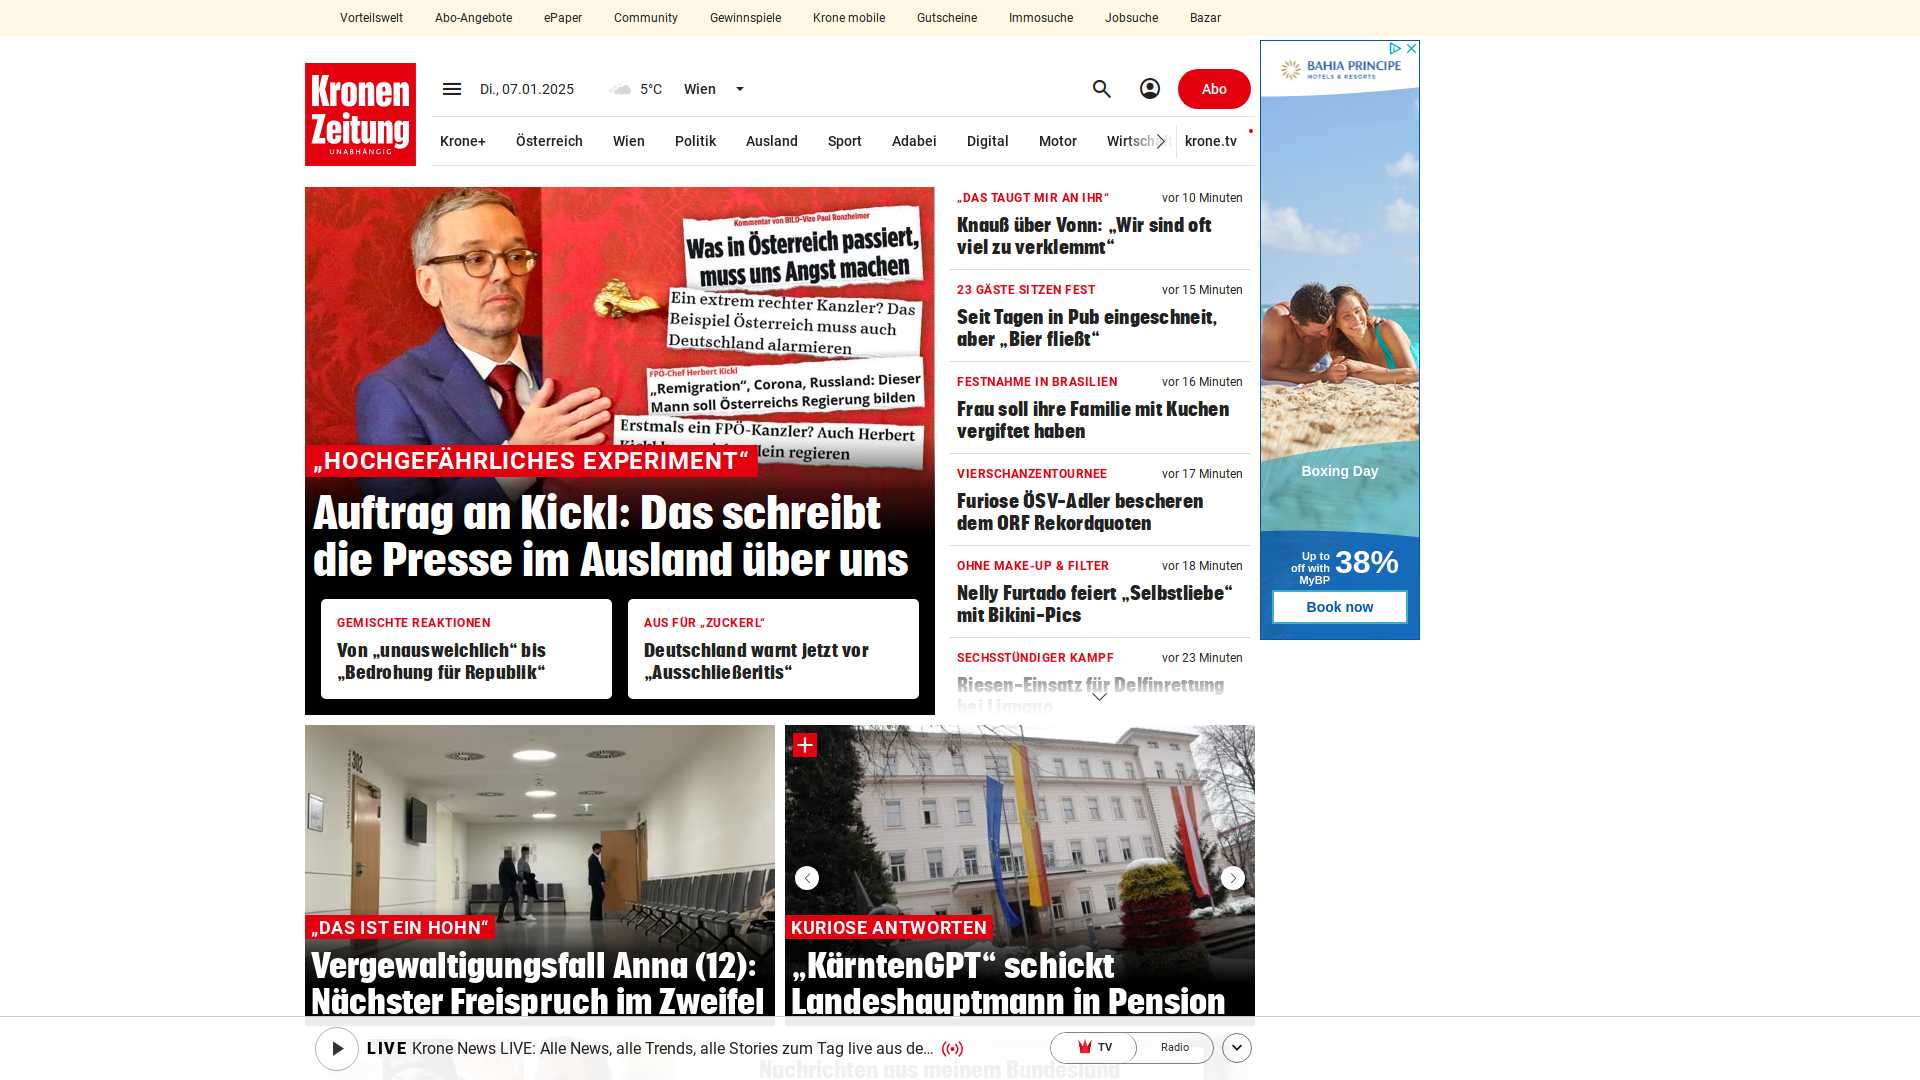 Vorteilswelt Abo-Angebote ePaper Community Gewinnspiele Krone mobile Gutscheine Immosuche Jobsuche Bazar
Kronen
Zeitung
UNABHÄNGIG
Di., 07.01.2025 5°C Wien Abo
Krone+ Österreich Wien Politik Ausland Sport Adabei Digital Motor Wirtschaft krone.tv
Kommentar von BILD-Vize Paul Ronzheimer
Was in Österreich passiert,
muss uns Angst machen
Ein extrem rechter Kanzler? Das
Beispiel Österreich muss auch
Deutschland alarmieren
FPÖ-Chef Herbert Kickl
„Remigration“, Corona, Russland: Dieser
Mann soll Österreichs Regierung bilden
Erstmals ein FPÖ-Kanzler? Auch Herbert
regieren
„HOCHGEFÄHRLICHES EXPERIMENT“
Auftrag an Kickl: Das schreibt
die Presse im Ausland über uns
GEMISCHTE REAKTIONEN
Von „unausweichlich“ bis
„Bedrohung für Republik“
AUS FÜR „ZUCKERL“
Deutschland warnt jetzt vor
„Ausschließeritis“
„DAS TAUGT MIR AN IHR“ vor 10 Minuten
Knauß über Vonn: „Wir sind oft
viel zu verklemmt“
23 GÄSTE SITZEN FEST vor 15 Minuten
Seit Tagen in Pub eingeschneit,
aber „Bier fließt“
FESTNAHME IN BRASILIEN vor 16 Minuten
Frau soll ihre Familie mit Kuchen
vergiftet haben
VIERSCHANZENTOURNEE vor 17 Minuten
Furiose ÖSV-Adler bescheren
dem ORF Rekordquoten
OHNE MAKE-UP & FILTER vor 18 Minuten
Nelly Furtado feiert „Selbstliebe“
mit Bikini-Pics
SECHSSTÜNDIGER KAMPF vor 23 Minuten
Riesen-Einsatz für Delfinrettung
bei Lignano
BAHIA PRINCIPE
HOTELS & RESORTS
Boxing Day
Up to
off with
MyBP
38%
Book now
302
„DAS IST EIN HOHN“
Vergewaltigungsfall Anna (12):
Nächster Freispruch im Zweifel
KURIOSE ANTWORTEN
„KärntenGPT“ schickt
Landeshauptmann in Pension
LIVE Krone News LIVE: Alle News, alle Trends, alle Stories zum Tag live aus de... TV Radio
Nachrichten aus meinem Bundesland